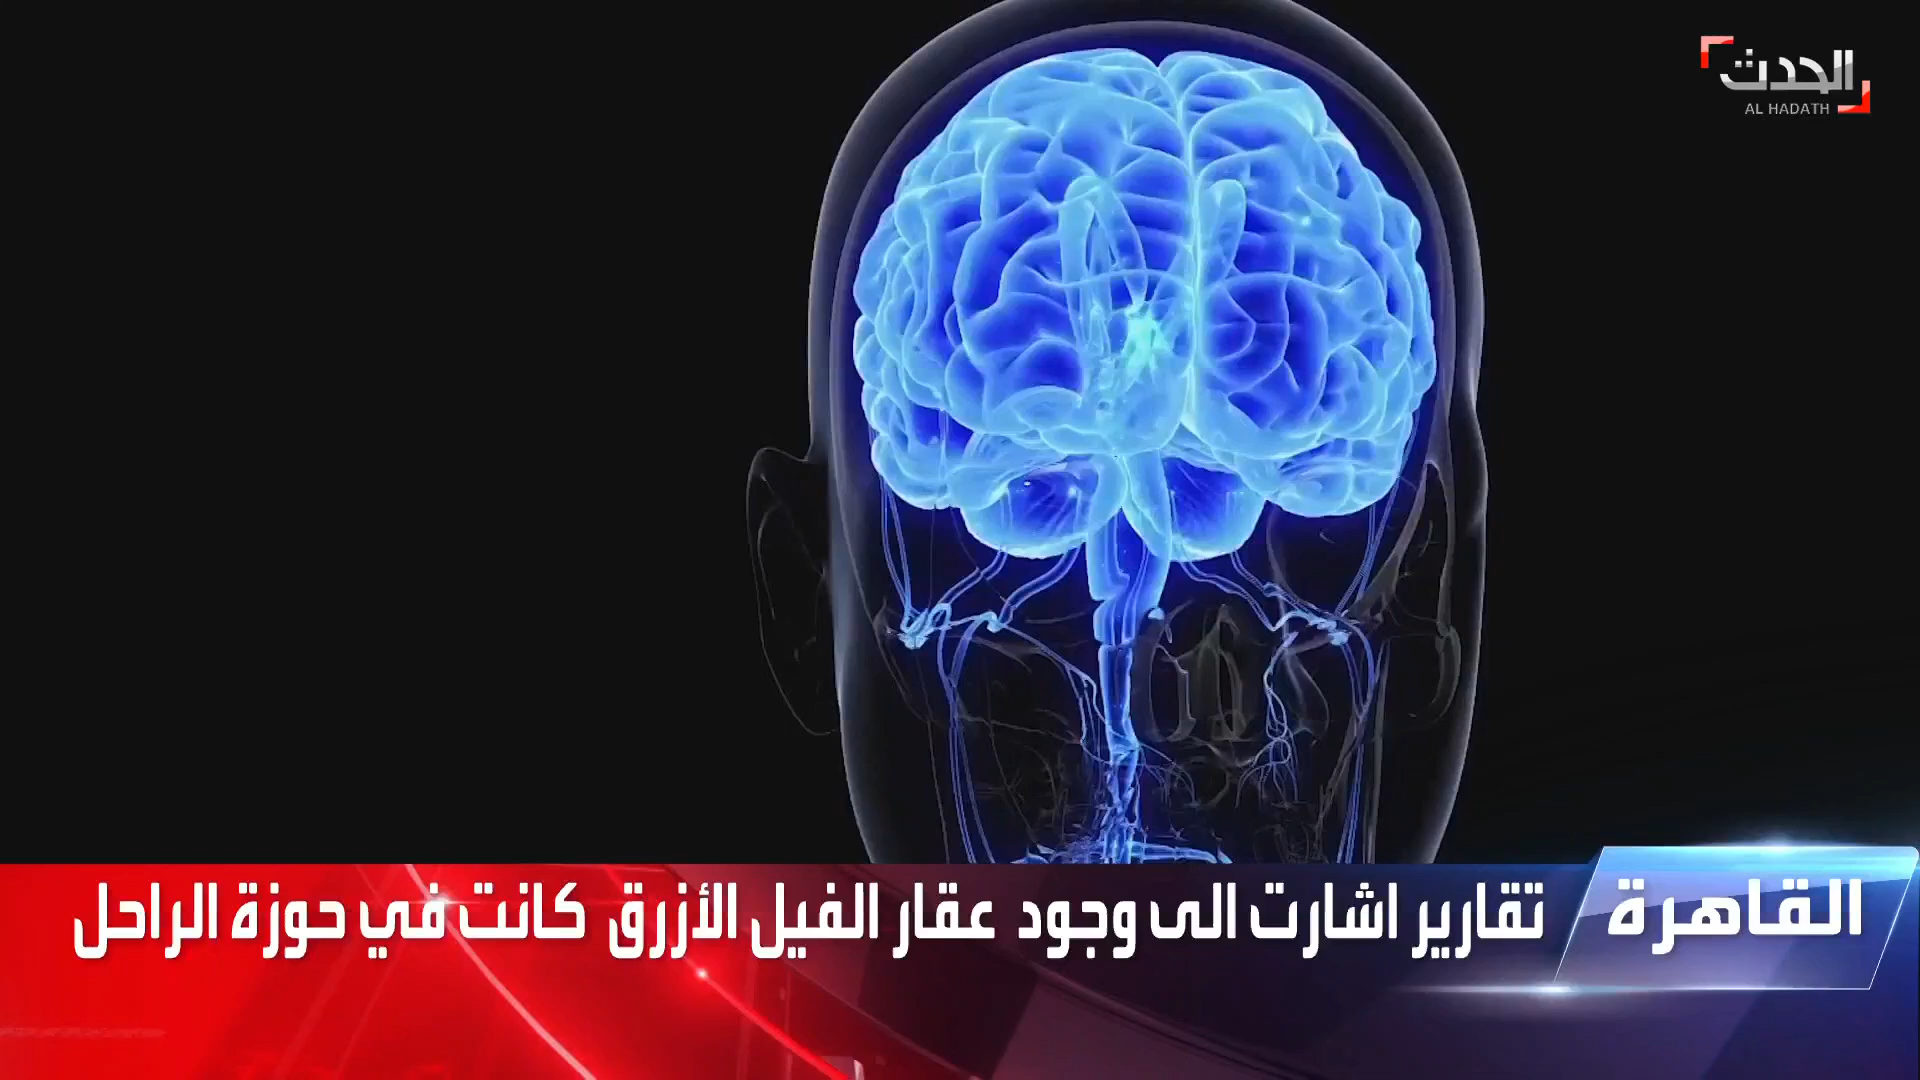 الحدث
AL HADATH
القاهرة
تقارير اشارت الى وجود عقار الفيل الأزرق كانت في حوزة الراحل